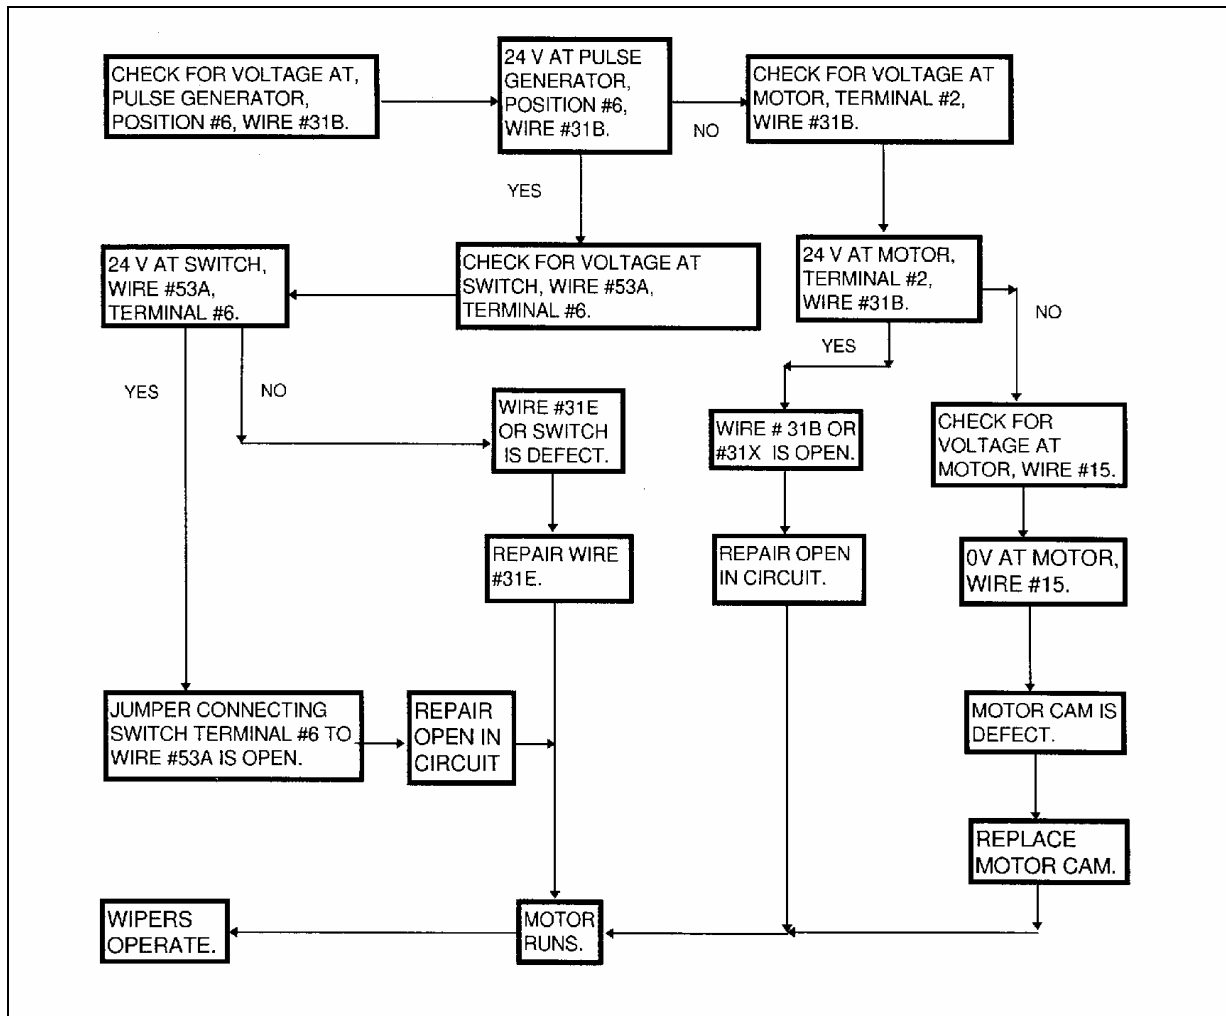 CHECK FOR VOLTAGE AT,
PULSE GENERATOR,
POSITION #6, WIRE #31B.
24 V AT PULSE
GENERATOR,
POSITION #6,
WIRE #31B.
NO
CHECK FOR VOLTAGE AT
MOTOR, TERMINAL #2,
WIRE #31B.
YES
24 V AT SWITCH,
WIRE #53A,
TERMINAL #6.
CHECK FOR VOLTAGE AT
SWITCH, WIRE #53A,
TERMINAL #6.
24 V AT MOTOR,
TERMINAL #2,
WIRE #31B.
NO
YES
YES
NO
WIRE #31E
OR SWITCH
IS DEFECT.
WIRE # 31B OR
#31X IS OPEN.
CHECK FOR
VOLTAGE AT
MOTOR, WIRE #15.
REPAIR WIRE
#31E.
REPAIR OPEN
IN CIRCUIT.
0V AT MOTOR,
WIRE #15.
JUMPER CONNECTING
SWITCH TERMINAL #6 TO
WIRE #53A IS OPEN.
REPAIR
OPEN IN
CIRCUIT
MOTOR CAM IS
DEFECT.
REPLACE
MOTOR CAM.
WIPERS
OPERATE.
MOTOR
RUNS.